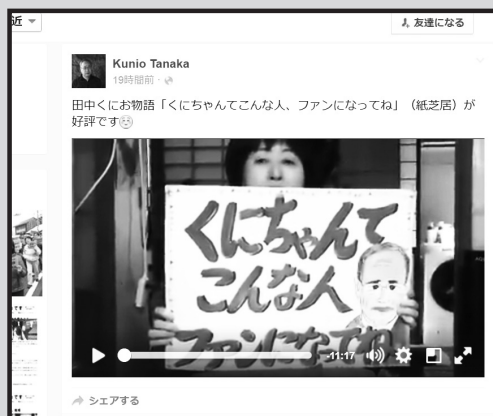 近
友達になる
Kunio Tanaka
19時間前
田中くにお物語「くにちゃんてこんな人、ファンになってね」（紙芝居）が
好評です
くにちゃんて
こんな人
ファンになってね
-11:17
シェアする